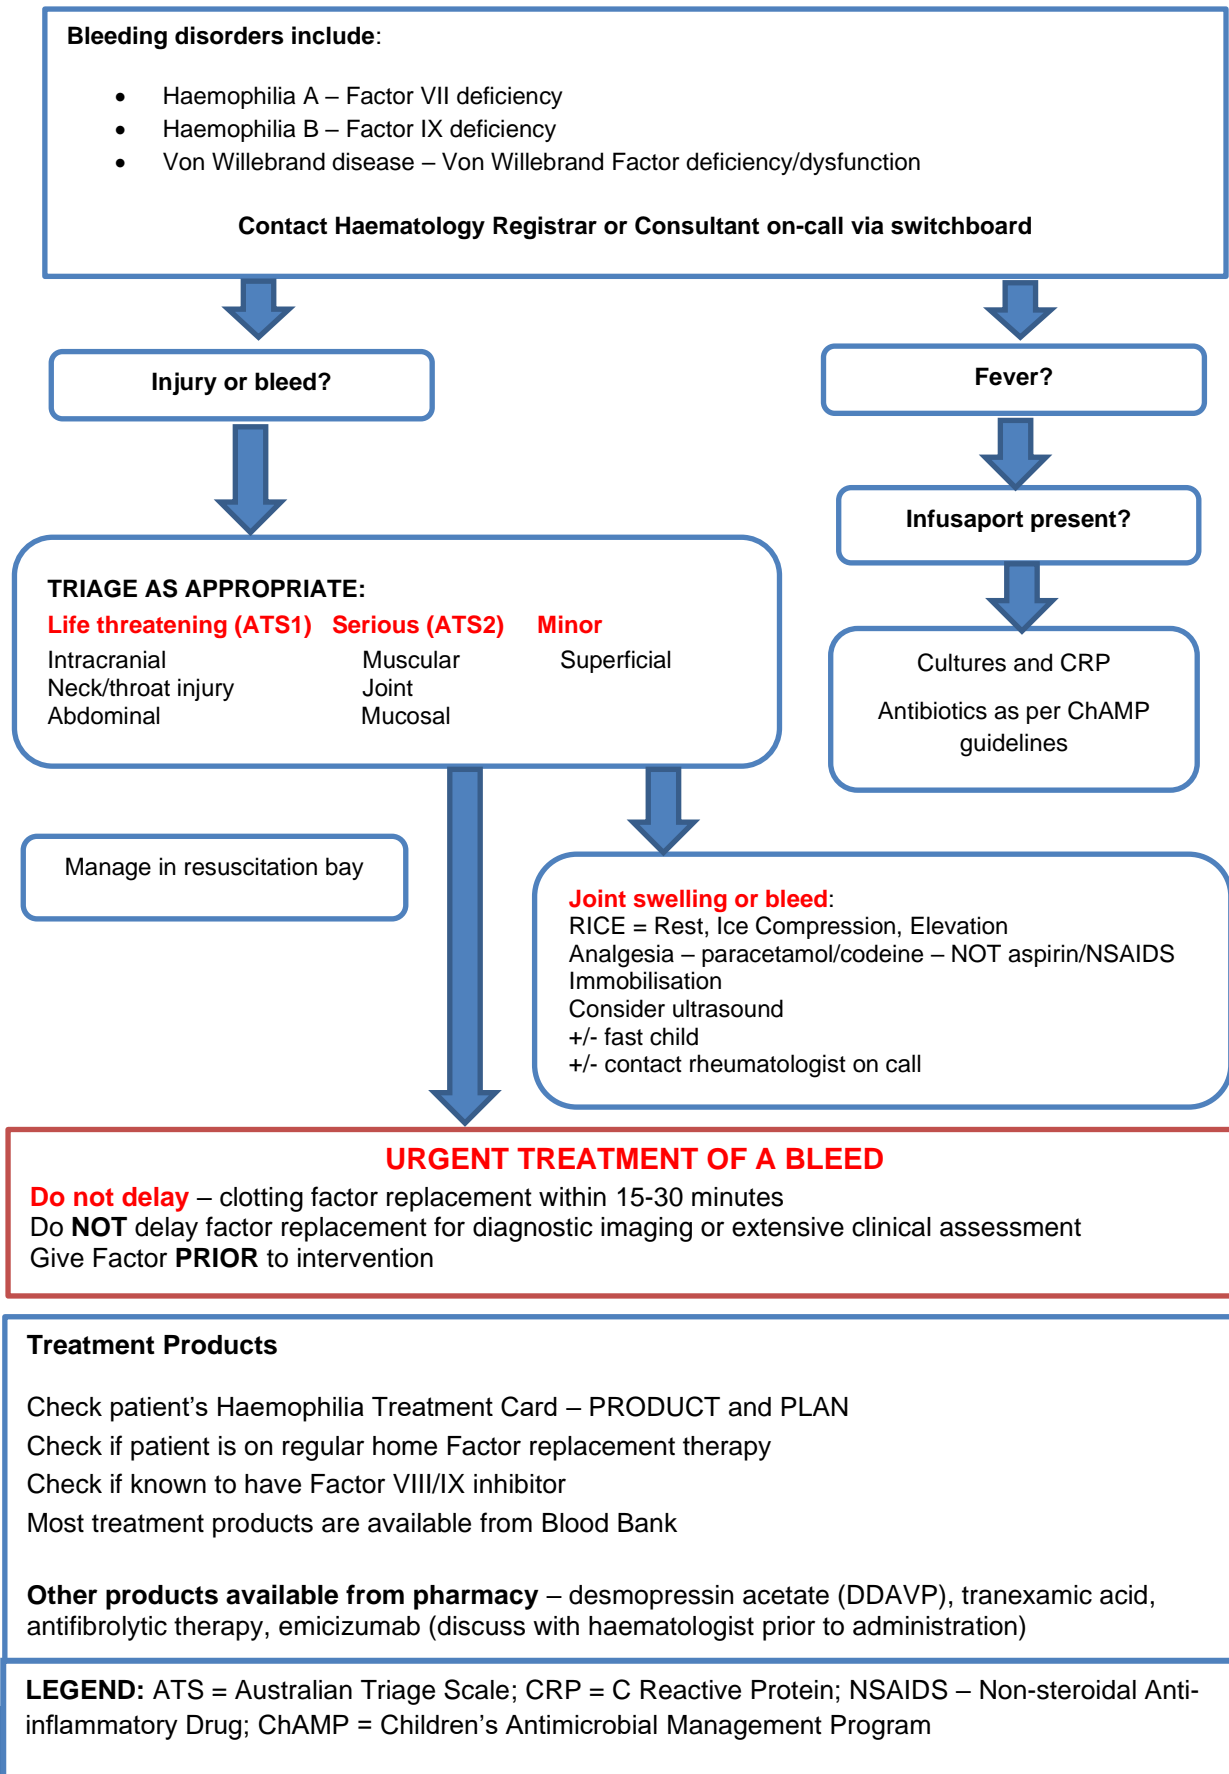 Bleeding disorders include:
• Haemophilia A – Factor VII deficiency
• Haemophilia B – Factor IX deficiency
• Von Willebrand disease – Von Willebrand Factor deficiency/dysfunction
Contact Haematology Registrar or Consultant on-call via switchboard
Injury or bleed?
Fever?
Infusaport present?
TRIAGE AS APPROPRIATE:
Life threatening (ATS1) Serious (ATS2) Minor
Intracranial Muscular Superficial
Neck/throat injury Joint
Abdominal Mucosal
Cultures and CRP
Antibiotics as per ChAMP
guidelines
Manage in resuscitation bay
Joint swelling or bleed:
RICE = Rest, Ice Compression, Elevation
Analgesia – paracetamol/codeine – NOT aspirin/NSAIDS
Immobilisation
Consider ultrasound
+/- fast child
+/- contact rheumatologist on call
URGENT TREATMENT OF A BLEED
Do not delay – clotting factor replacement within 15-30 minutes
Do NOT delay factor replacement for diagnostic imaging or extensive clinical assessment
Give Factor PRIOR to intervention
Treatment Products
Check patient's Haemophilia Treatment Card – PRODUCT and PLAN
Check if patient is on regular home Factor replacement therapy
Check if known to have Factor VIII/IX inhibitor
Most treatment products are available from Blood Bank
Other products available from pharmacy – desmopressin acetate (DDAVP), tranexamic acid,
antifibrolytic therapy, emicizumab (discuss with haematologist prior to administration)
LEGEND: ATS = Australian Triage Scale; CRP = C Reactive Protein; NSAIDS – Non-steroidal Anti-
inflammatory Drug; ChAMP = Children's Antimicrobial Management Program